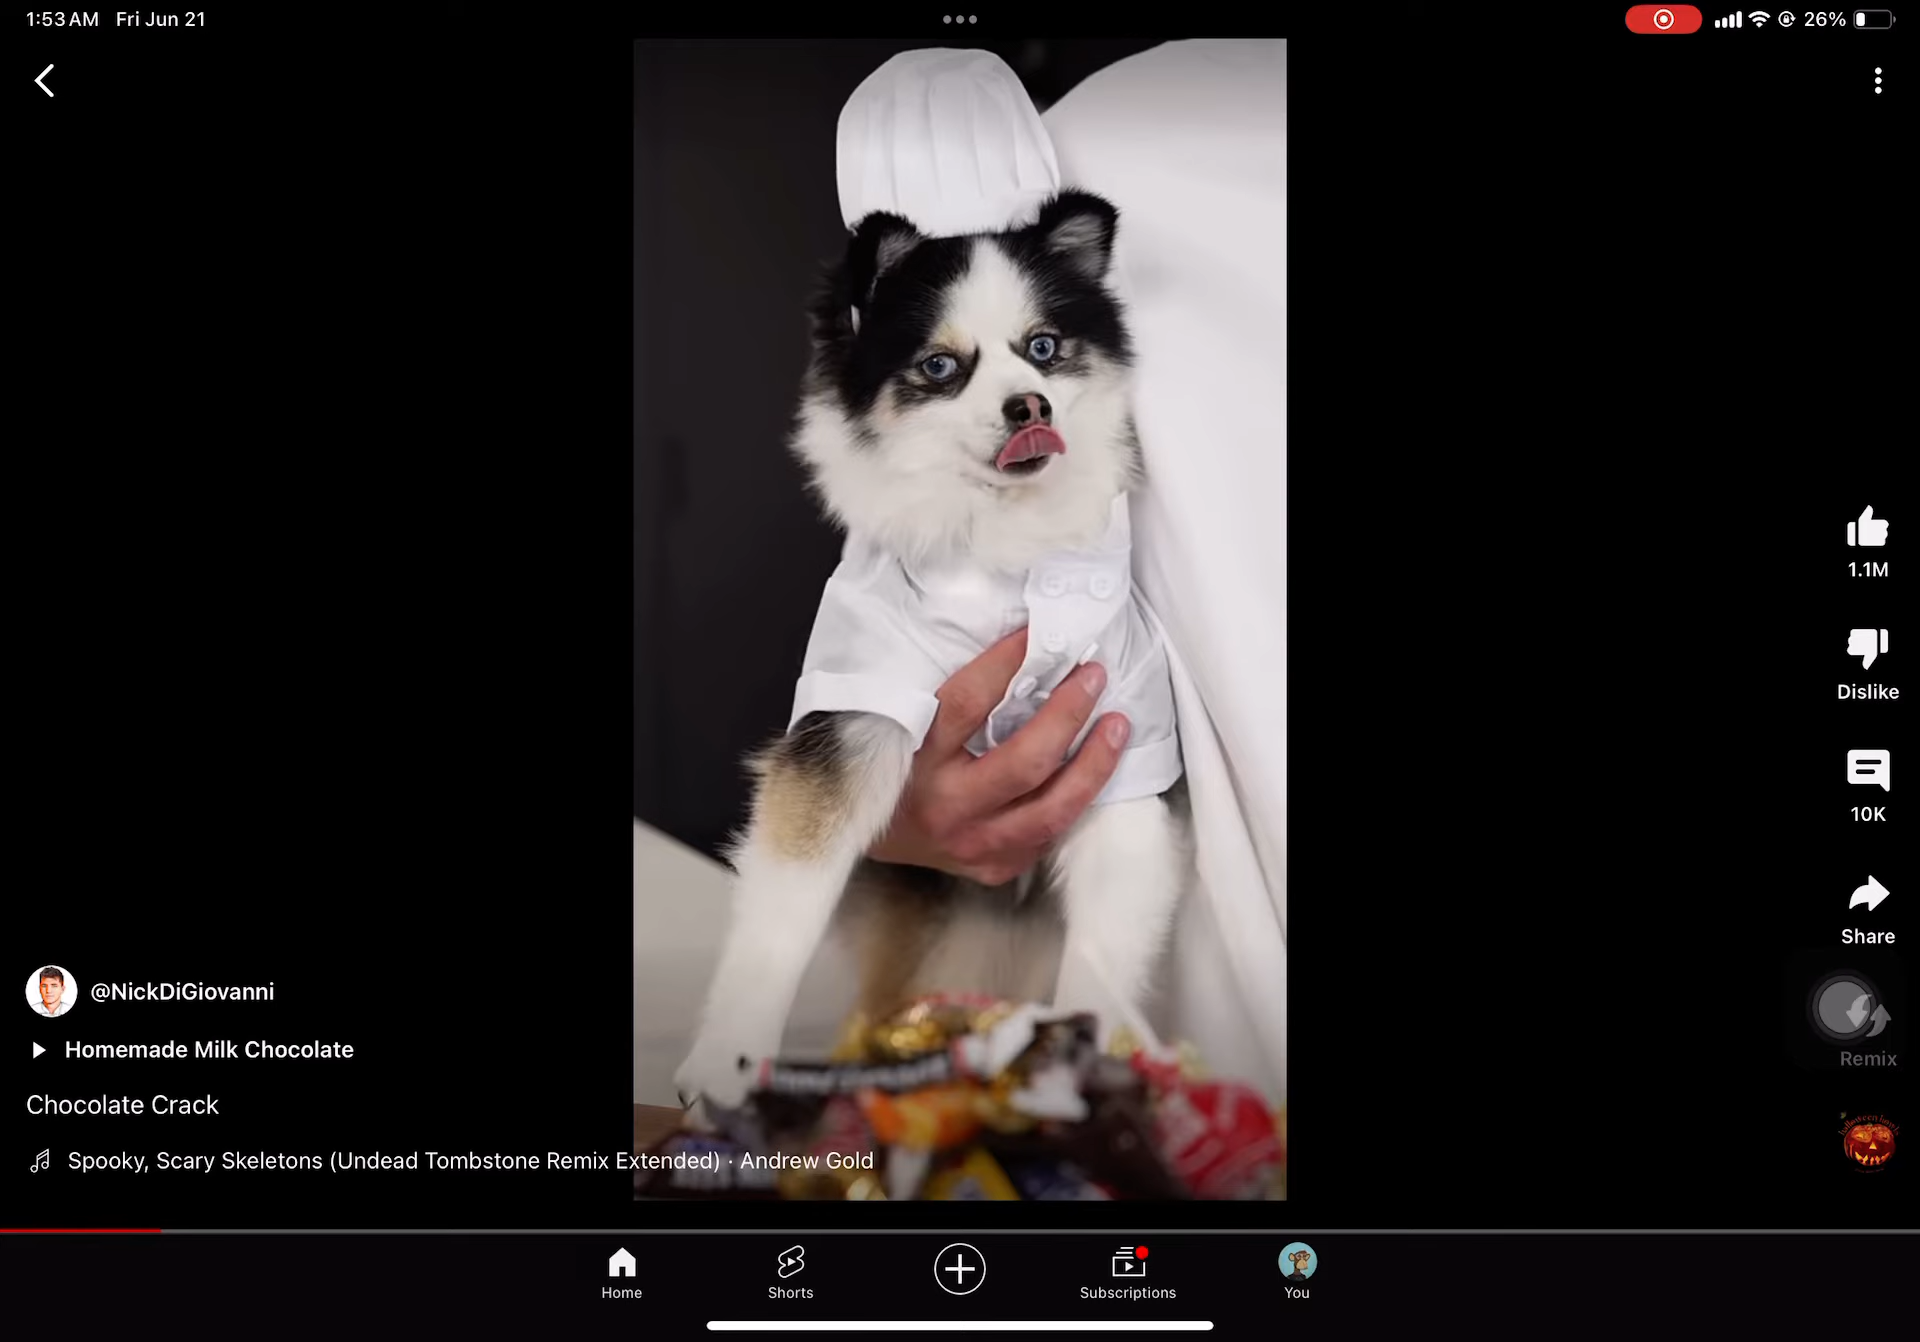 1:53 AM Fri Jun 21
26%
1.1M
Dislike
10K
Share
@NickDiGiovanni
Homemade Milk Chocolate
Remix
Chocolate Crack
Spooky, Scary Skeletons (Undead Tombstone Remix Extended) · Andrew Gold
Home
Shorts
Subscriptions
You